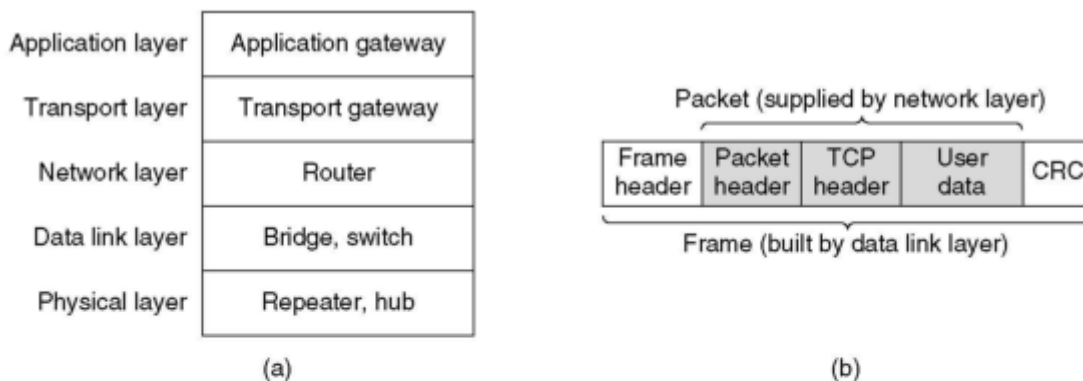 Application layer
Application gateway
Transport layer
Transport gateway
Network layer
Router
Data link layer
Bridge, switch
Physical layer
Repeater, hub
(a)
Packet (supplied by network layer)
Frame
header
Packet
header
TCP
header
User
data
CRC
Frame (built by data link layer)
(b)